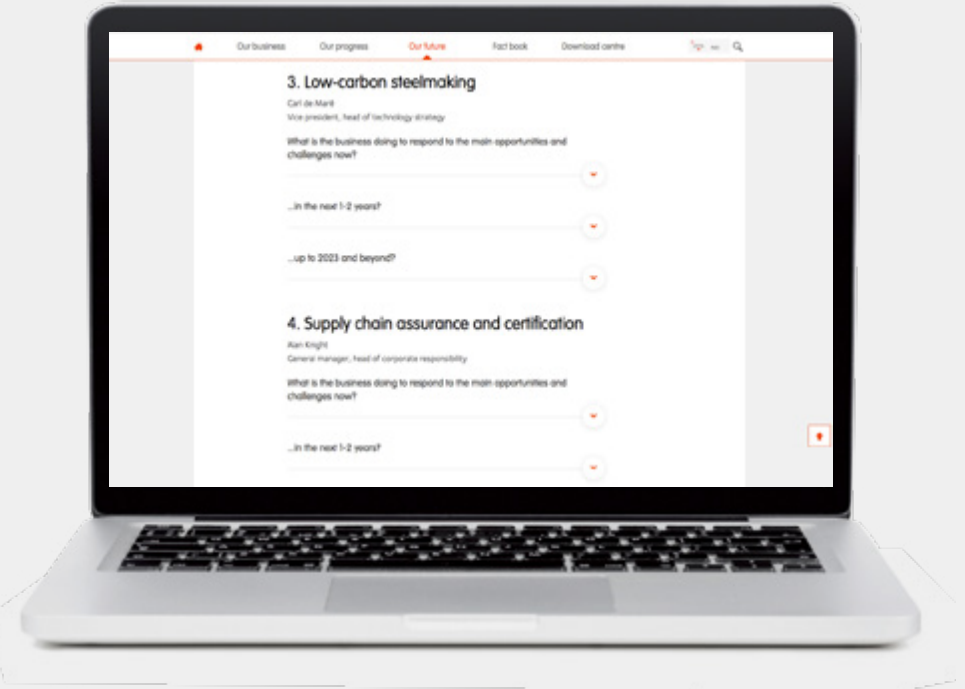 Our business Our progress Our future Fact book Download centre
3. Low-carbon steelmaking
Carl de Maré
Vice president, head of technology strategy
What is the business doing to respond to the main opportunities and
challenges now?
...in the next 1-2 years?
...up to 2023 and beyond?
4. Supply chain assurance and certification
Alan Knight
General manager, head of corporate responsibility
What is the business doing to respond to the main opportunities and
challenges now?
...in the next 1-2 years?